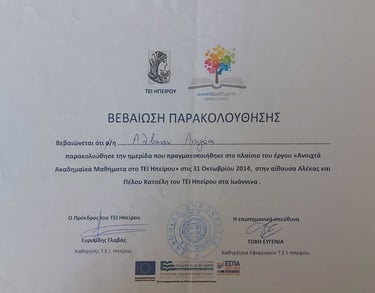 ΤΕΙ ΗΠΕΙΡΟΥ
ανοικτάμαθήματα
ΒΕΒΑΙΩΣΗ ΠΑΡΑΚΟΛΟΥΘΗΣΗΣ
Βεβαιώνεται ότι ο/η
παρακολούθησε την ημερίδα που πραγματοποιήθηκε στο πλαίσιο του έργου «Ανοιχτά
Ακαδημαϊκά Μαθήματα στο ΤΕΙ Ηπείρου» στις 31 Οκτωβρίου 2014, στην αίθουσα Αλέκας και
Πέλου Κατσέλη του ΤΕΙ Ηπείρου στα Ιωάννινα .
Ο Πρόεδρος του ΤΕΙ Ηπείρου
Η επιστημονική υπεύθυνη
Ευριπίδης Γλαβάς
ΤΟΚΗ ΕΥΓΕΝΙΑ
Καθηγητής Τ.Ε.Ι. Ηπείρου
Καθηγήτρια Εφαρμογών Τ.Ε.Ι. Ηπείρου
ΕΣΠΑ